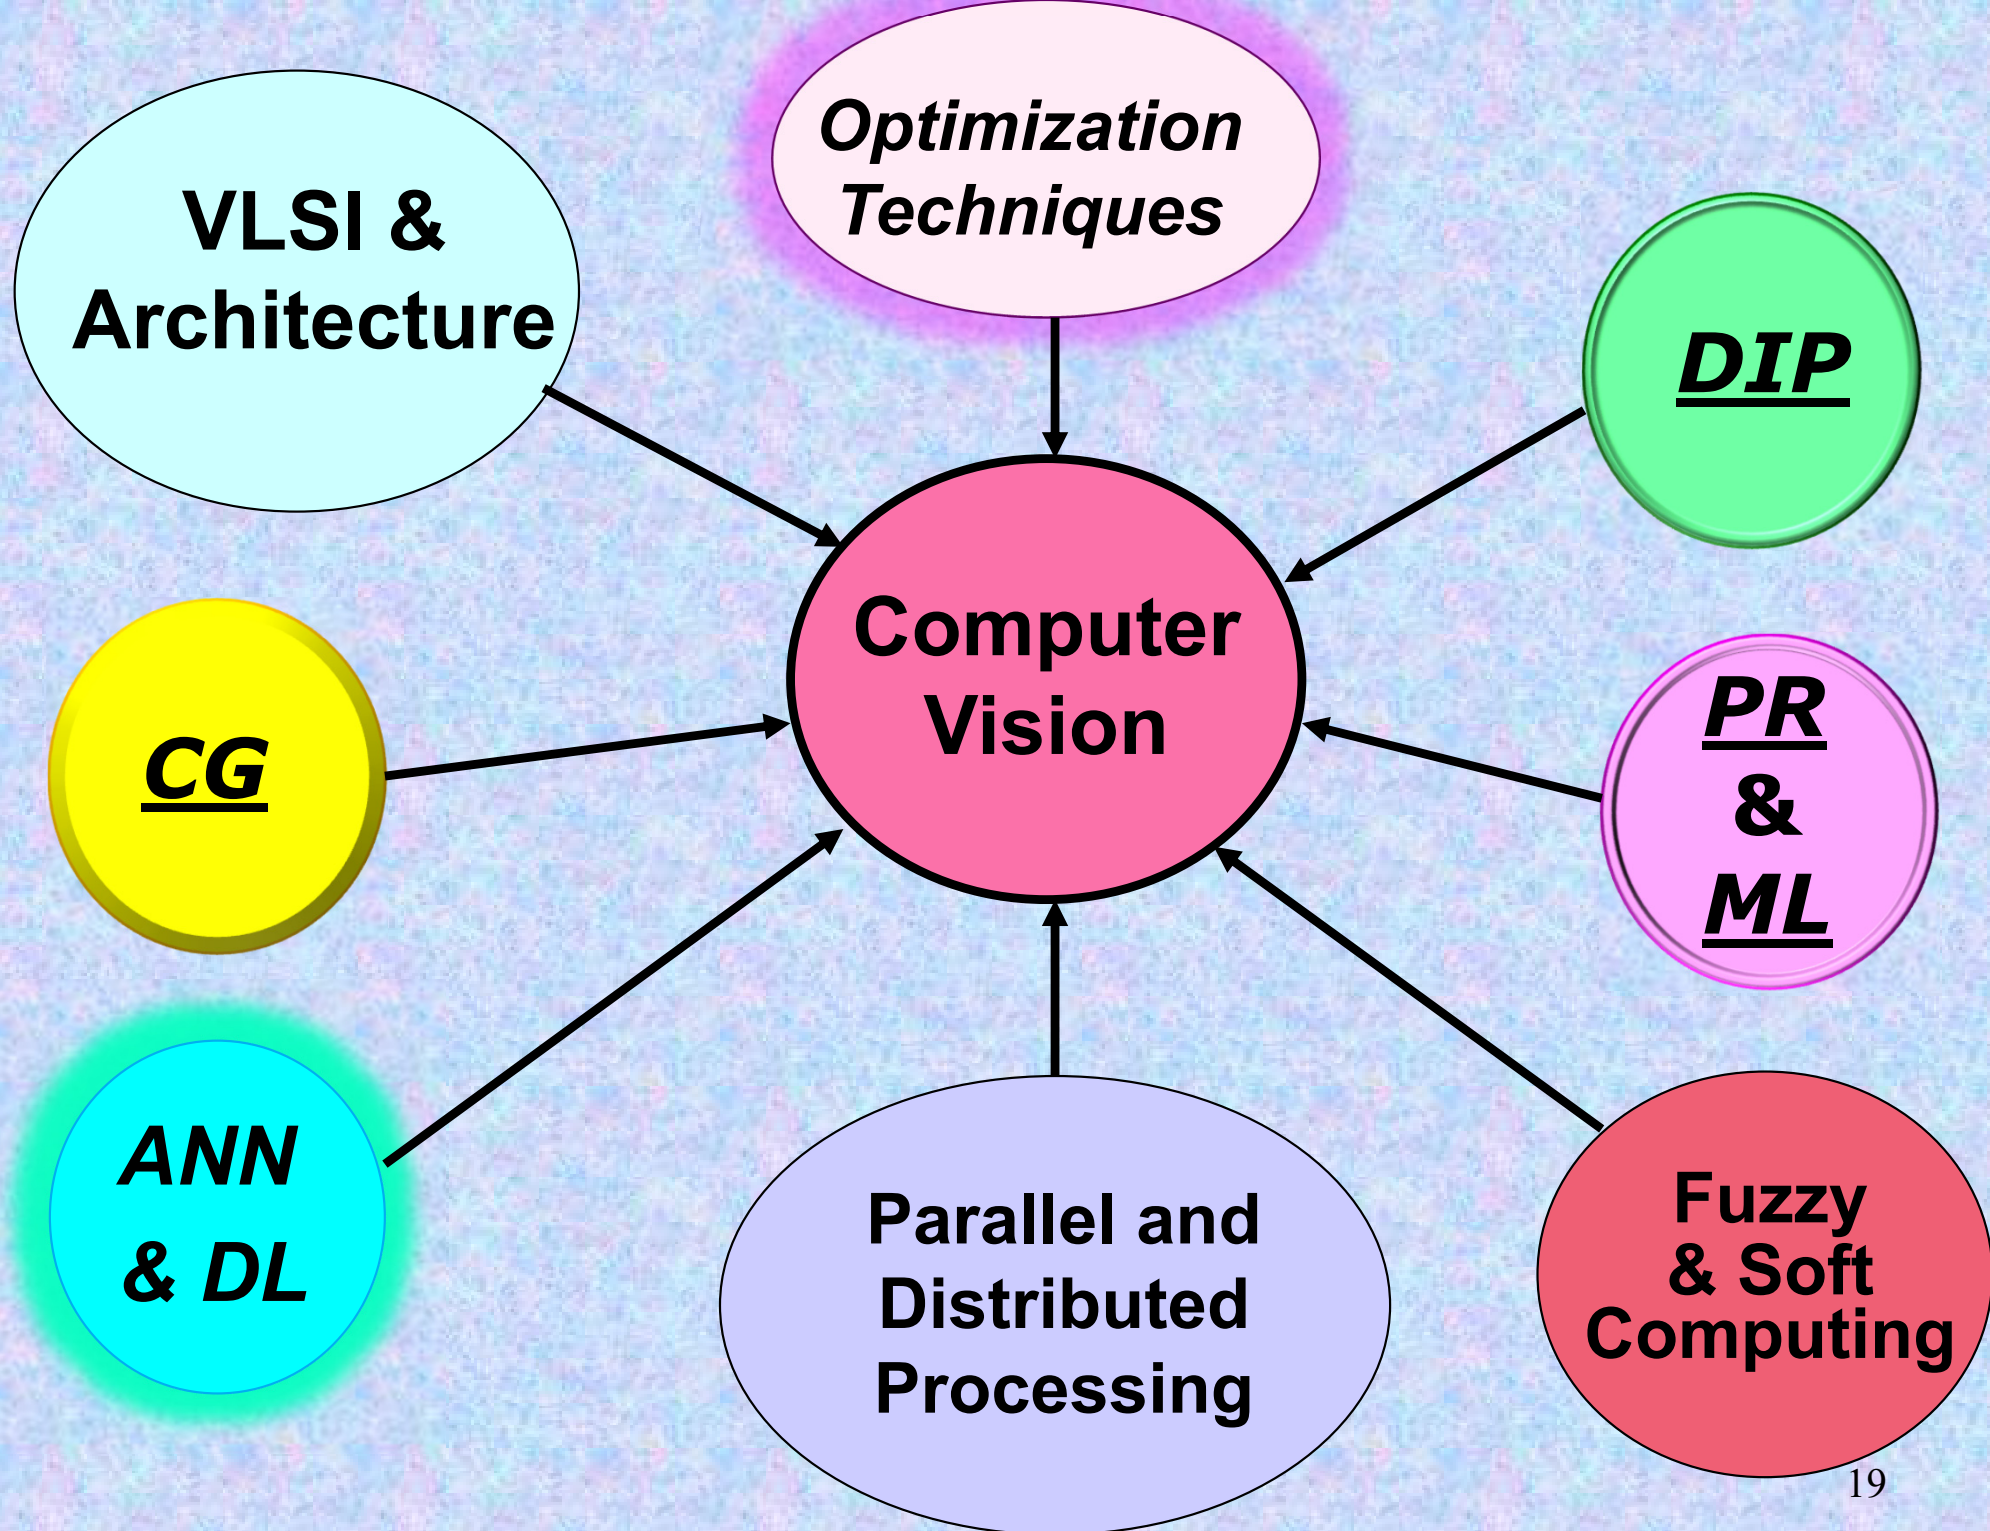 Optimization
Techniques
VLSI &
Architecture
DIP
Computer
Vision
PR
&
ML
CG
ANN
& DL
Parallel and
Distributed
Processing
Fuzzy
& Soft
Computing
19